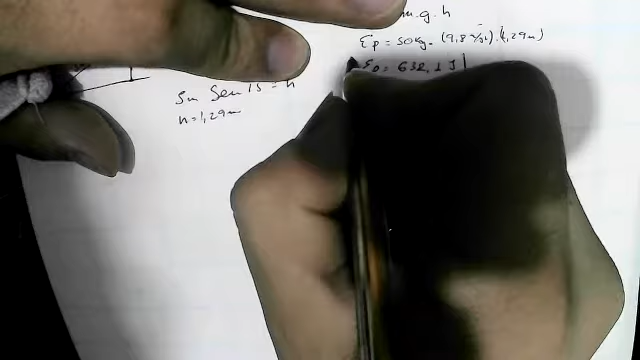 m.g.h
Ep = 50Kg. (9,8 m/s²).(1,29m)
Ep = 632,1 J
5m Sen 15 = h
h=1,29m